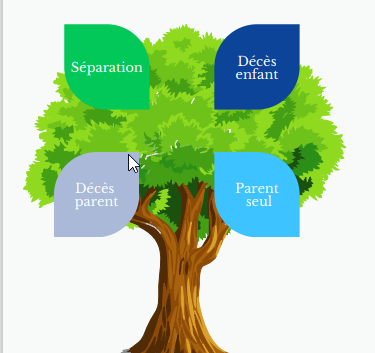 Séparation
Décès
enfant
Décès
parent
Parent
seul